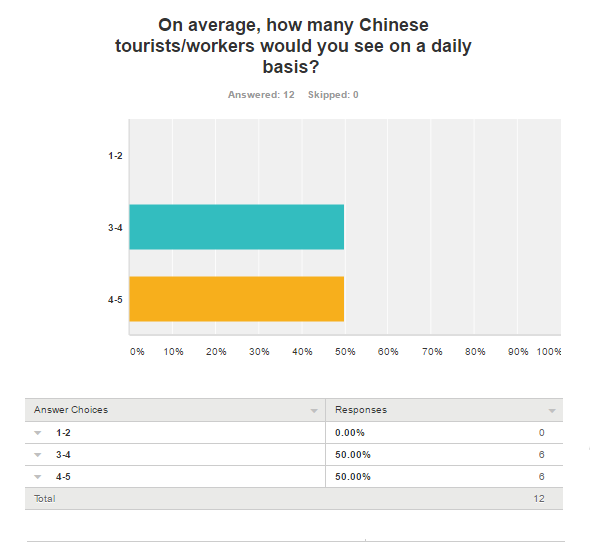 On average, how many Chinese
tourists/workers would you see on a daily
basis?
Answered: 12 Skipped: 0
1-2
3-4
4-5
0% 10% 20% 30% 40% 50% 60% 70% 80% 90% 100%
Answer Choices Responses
1-2 0.00% 0
3-4 50.00% 6
4-5 50.00% 6
Total 12